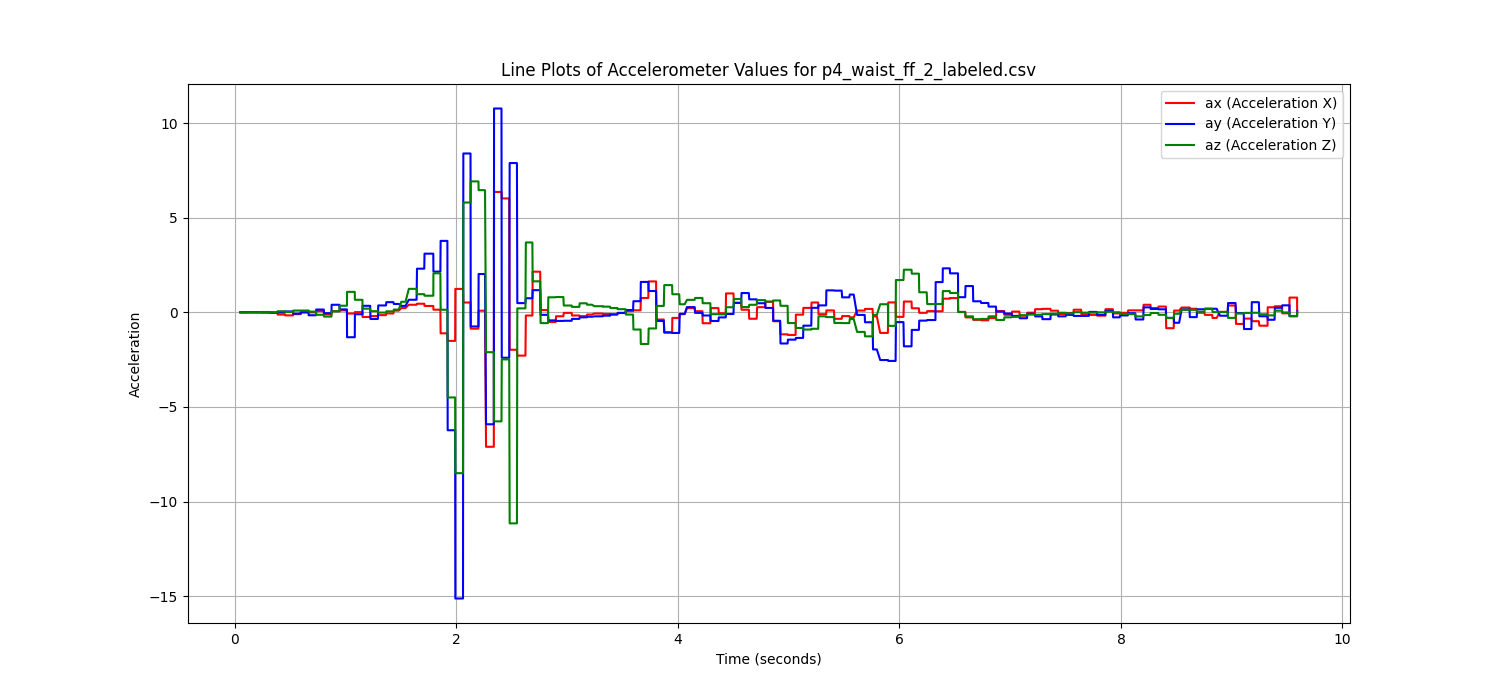 Line Plots of Accelerometer Values for p4_waist_ff_2_labeled.csv
ax (Acceleration X)
ay (Acceleration Y)
az (Acceleration Z)
Acceleration
10
5
0
−5
−10
−15
0 2 4 6 8 10
Time (seconds)